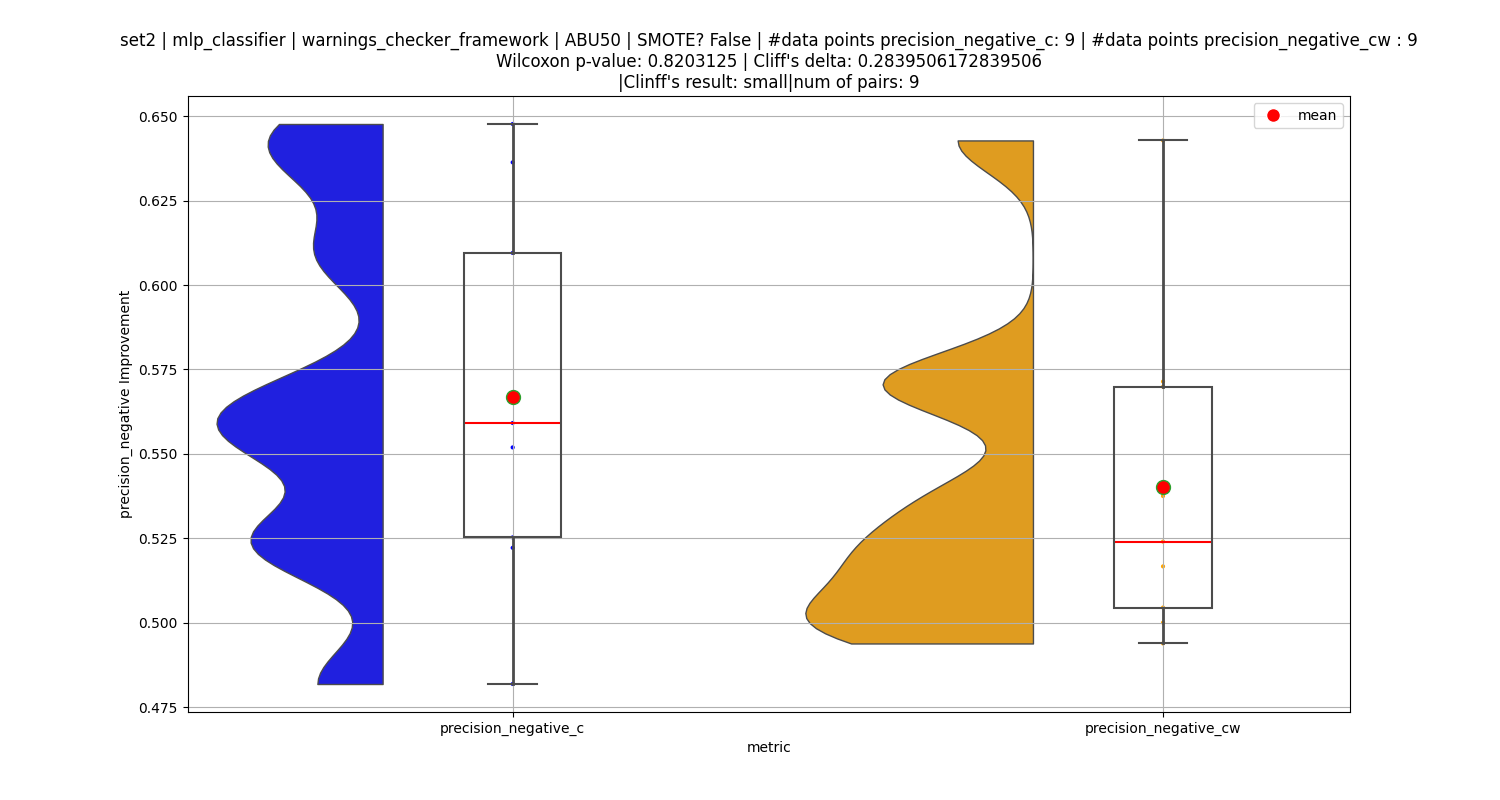 set2 | mlp_classifier | warnings_checker_framework | ABU50 | SMOTE? False | #data points precision_negative_c: 9 | #data points precision_negative_cw : 9
Wilcoxon p-value: 0.8203125 | Cliff's delta: 0.2839506172839506
|Clinff's result: small|num of pairs: 9
mean
0.650
0.625
0.600
0.575
0.550
0.525
0.500
0.475
precision_negative Improvement
precision_negative_c
precision_negative_cw
metric